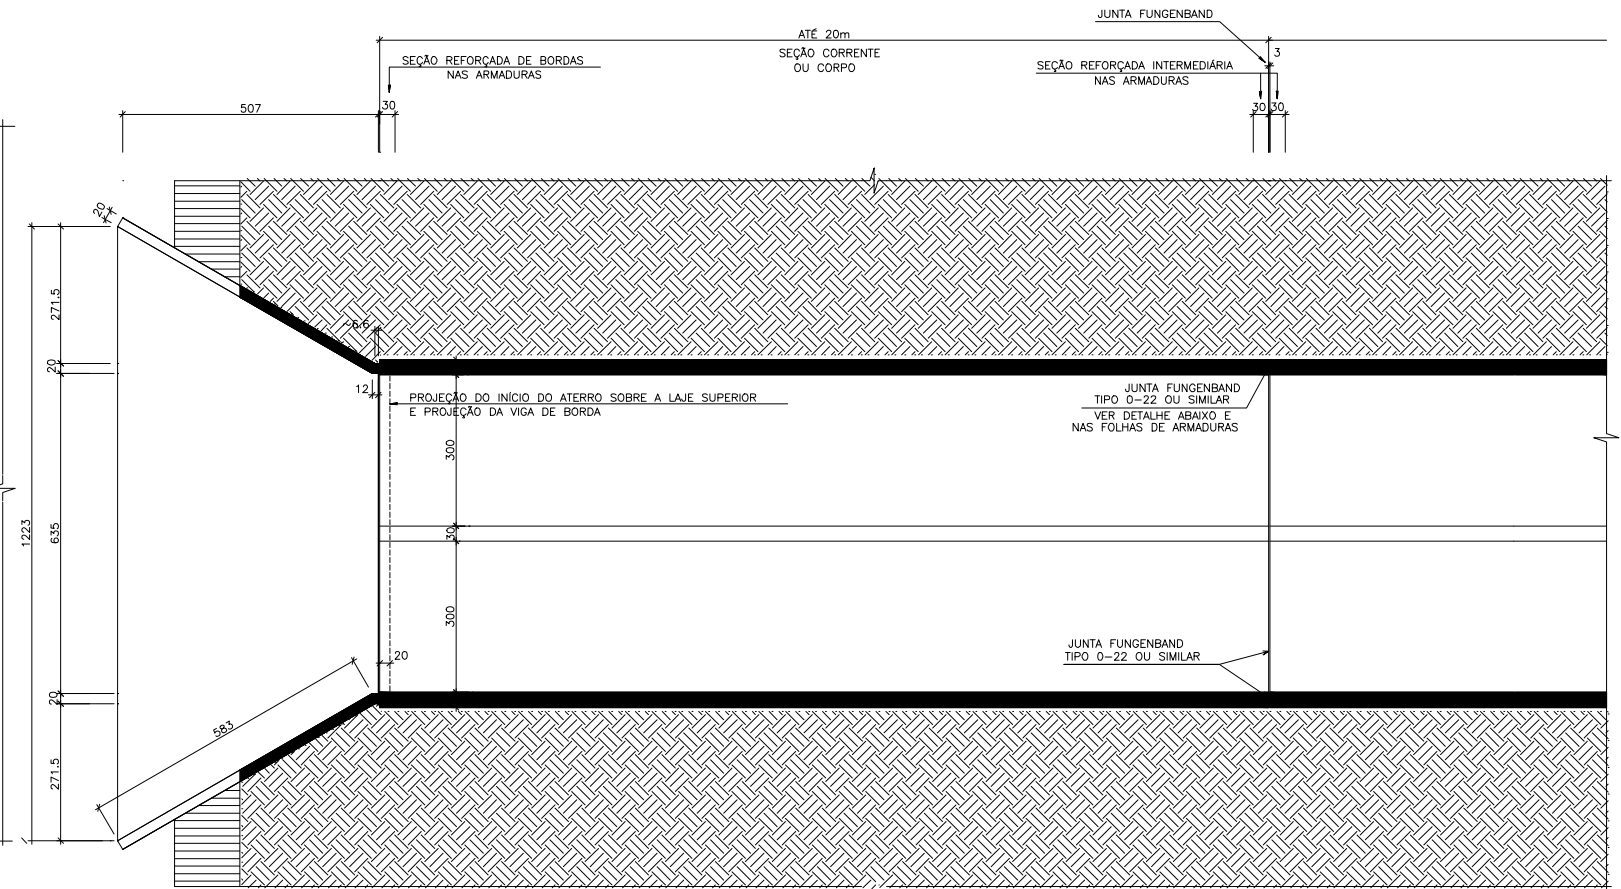 JUNTA FUNGENBAND
ATÉ 20m
SEÇÃO CORRENTE
OU CORPO
3
SEÇÃO REFORÇADA DE BORDAS
NAS ARMADURAS
SEÇÃO REFORÇADA INTERMEDIÁRIA
NAS ARMADURAS
507
30
30
30
20
271.5
~6.6
20
12
PROJEÇÃO DO INÍCIO DO ATERRO SOBRE A LAJE SUPERIOR
E PROJEÇÃO DA VIGA DE BORDA
JUNTA FUNGENBAND
TIPO 0-22 OU SIMILAR
VER DETALHE ABAIXO E
NAS FOLHAS DE ARMADURAS
300
1223
635
30
300
JUNTA FUNGENBAND
TIPO 0-22 OU SIMILAR
20
20
583
271.5